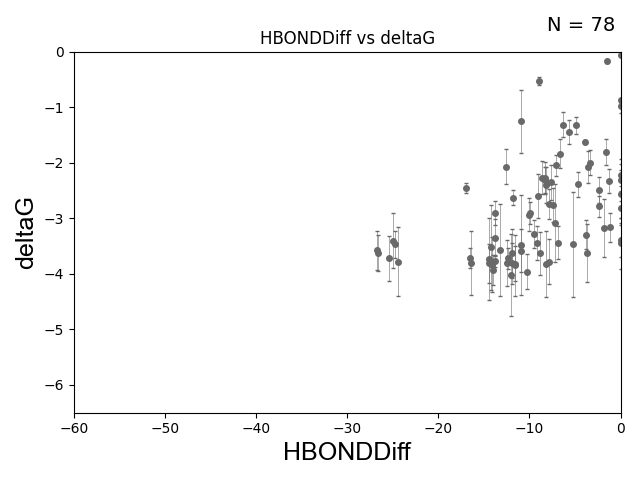 N = 78
HBONDDiff vs deltaG
0
−1
−2
−3
−4
−5
−6
deltaG
−60 −50 −40 −30 −20 −10 0
HBONDDiff